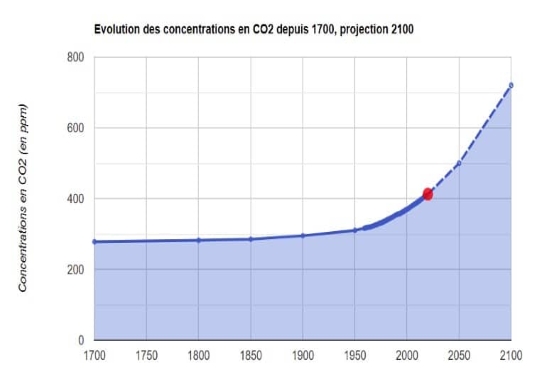 Evolution des concentrations en CO2 depuis 1700, projection 2100
Concentrations en CO2 (en ppm)
800
600
400
200
0
1700 1750 1800 1850 1900 1950 2000 2050 2100